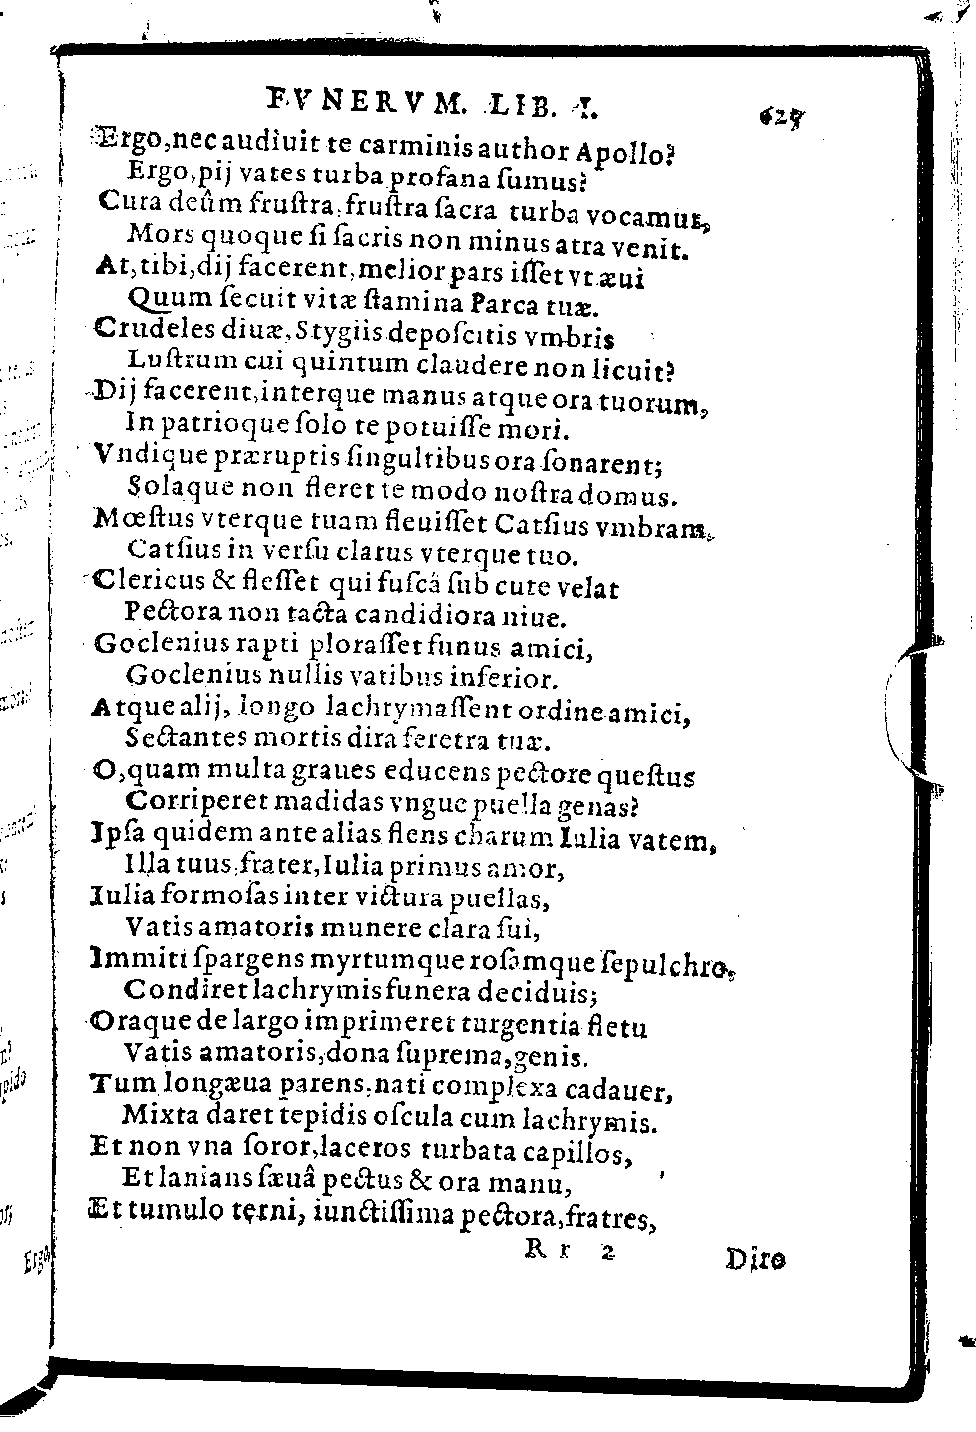 FVNERVM. LIB. I. 627
Ergo, nec audiuit te carminis author Apollo?
Ergo, pij vates turba profana ſumus?
Cura deûm fruſtra, fruſtra ſacra turba vocamur,
Mors quoque ſi ſacris non minus atra venit.
At, tibi, dij facerent, melior pars iſſet vt æui
Quum ſecuit vitæ ſtamina Parca tuæ.
Crudeles diuæ, Stygiis depoſcitis vmbris
Luſtrum cui quintum claudere non licuit?
Dij facerent, interque manus atque ora tuorum,
In patrioque ſolo te potuiſſe mori.
Vndique præruptis ſingultibus ora ſonarent;
Solaque non fleret te modo noſtra domus.
Mœſtus vterque tuam fleuiſſet Catſius vmbram,
Catſius in verſu clarus vterque tuo.
Clericus & fleſſet qui fuſcâ ſub cute velat
Pectora non tacta candidiora niue.
Goclenius rapti ploraſſet funus amici,
Goclenius nullis vatibus inferior.
Atque alij, longo lachrymaſſent ordine amici,
Sectantes mortis dira feretra tuæ.
O, quam multa graues educens pectore queſtus
Corriperet madidas vngue puella genas?
Ipſa quidem ante alias flens charum Iulia vatem,
Illa tuus, frater, Iulia primus amor,
Iulia formoſas inter victura puellas,
Vatis amatoris munere clara ſui,
Immiti ſpargens myrtumque roſamque ſepulchro,
Condiret lachrymis funera deciduis;
Oraque de largo imprimeret turgentia fletu
Vatis amatoris, dona ſuprema, genis.
Tum longæua parens, nati complexa cadauer,
Mixta daret tepidis oſcula cum lachrymis.
Et non vna ſoror, laceros turbata capillos,
Et lanians ſæuâ pectus & ora manu,
Et tumulo terni, iunctiſſima pectora, fratres,
R r 2 Diro
Ergo